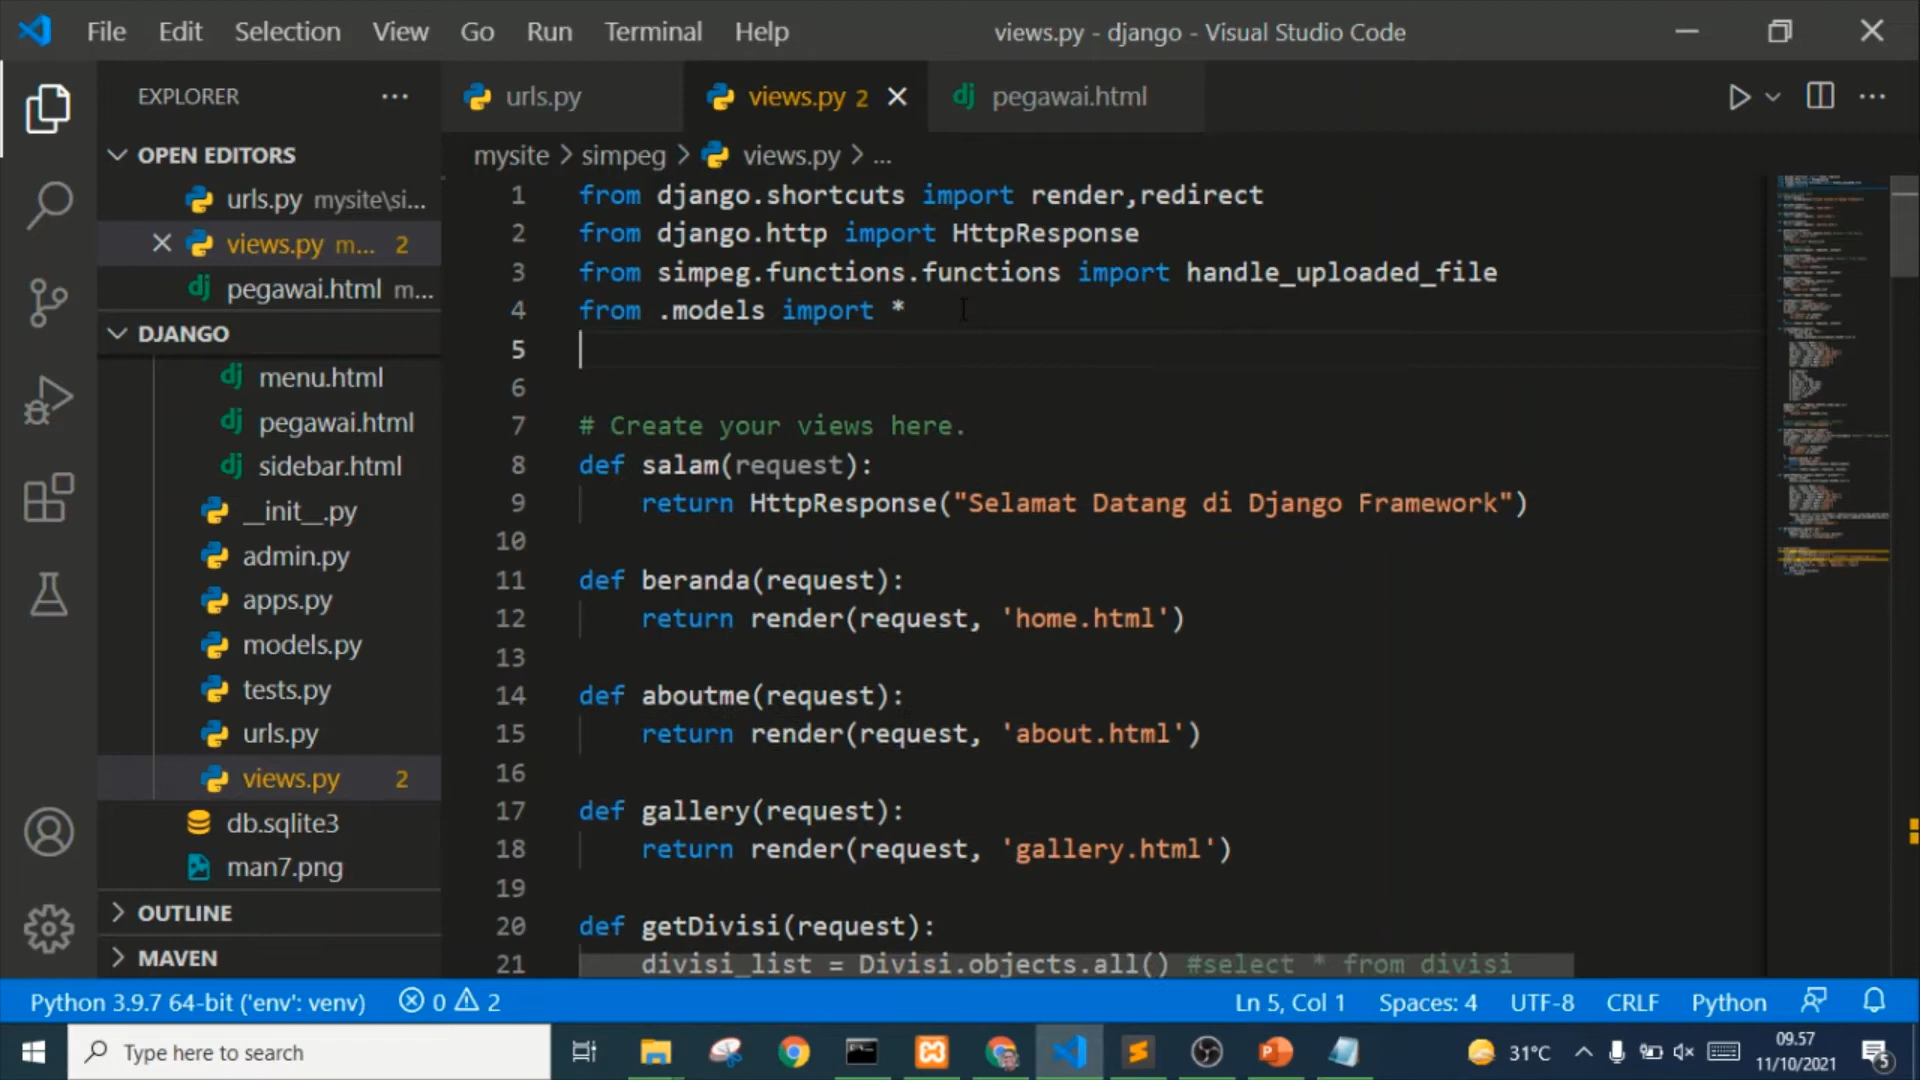 File Edit Selection View Go Run Terminal Help views.py - django - Visual Studio Code
EXPLORER ...
urls.py views.py 2 pegawai.html
OPEN EDITORS
urls.py mysite\si...
views.py m... 2
pegawai.html m...
DJANGO
menu.html
pegawai.html
sidebar.html
__init__.py
admin.py
apps.py
models.py
tests.py
urls.py
views.py 2
db.sqlite3
man7.png
OUTLINE
MAVEN
mysite > simpeg > views.py > ...
1 from django.shortcuts import render,redirect
2 from django.http import HttpResponse
3 from simpeg.functions.functions import handle_uploaded_file
4 from .models import *
5
6
7 # Create your views here.
8 def salam(request):
9 return HttpResponse("Selamat Datang di Django Framework")
10
11 def beranda(request):
12 return render(request, 'home.html')
13
14 def aboutme(request):
15 return render(request, 'about.html')
16
17 def gallery(request):
18 return render(request, 'gallery.html')
19
20 def getDivisi(request):
21 divisi_list = Divisi.objects.all() #select * from divisi
Python 3.9.7 64-bit ('env': venv) 0 2 Ln 5, Col 1 Spaces: 4 UTF-8 CRLF Python
Type here to search 31°C 09.57
11/10/2021 5